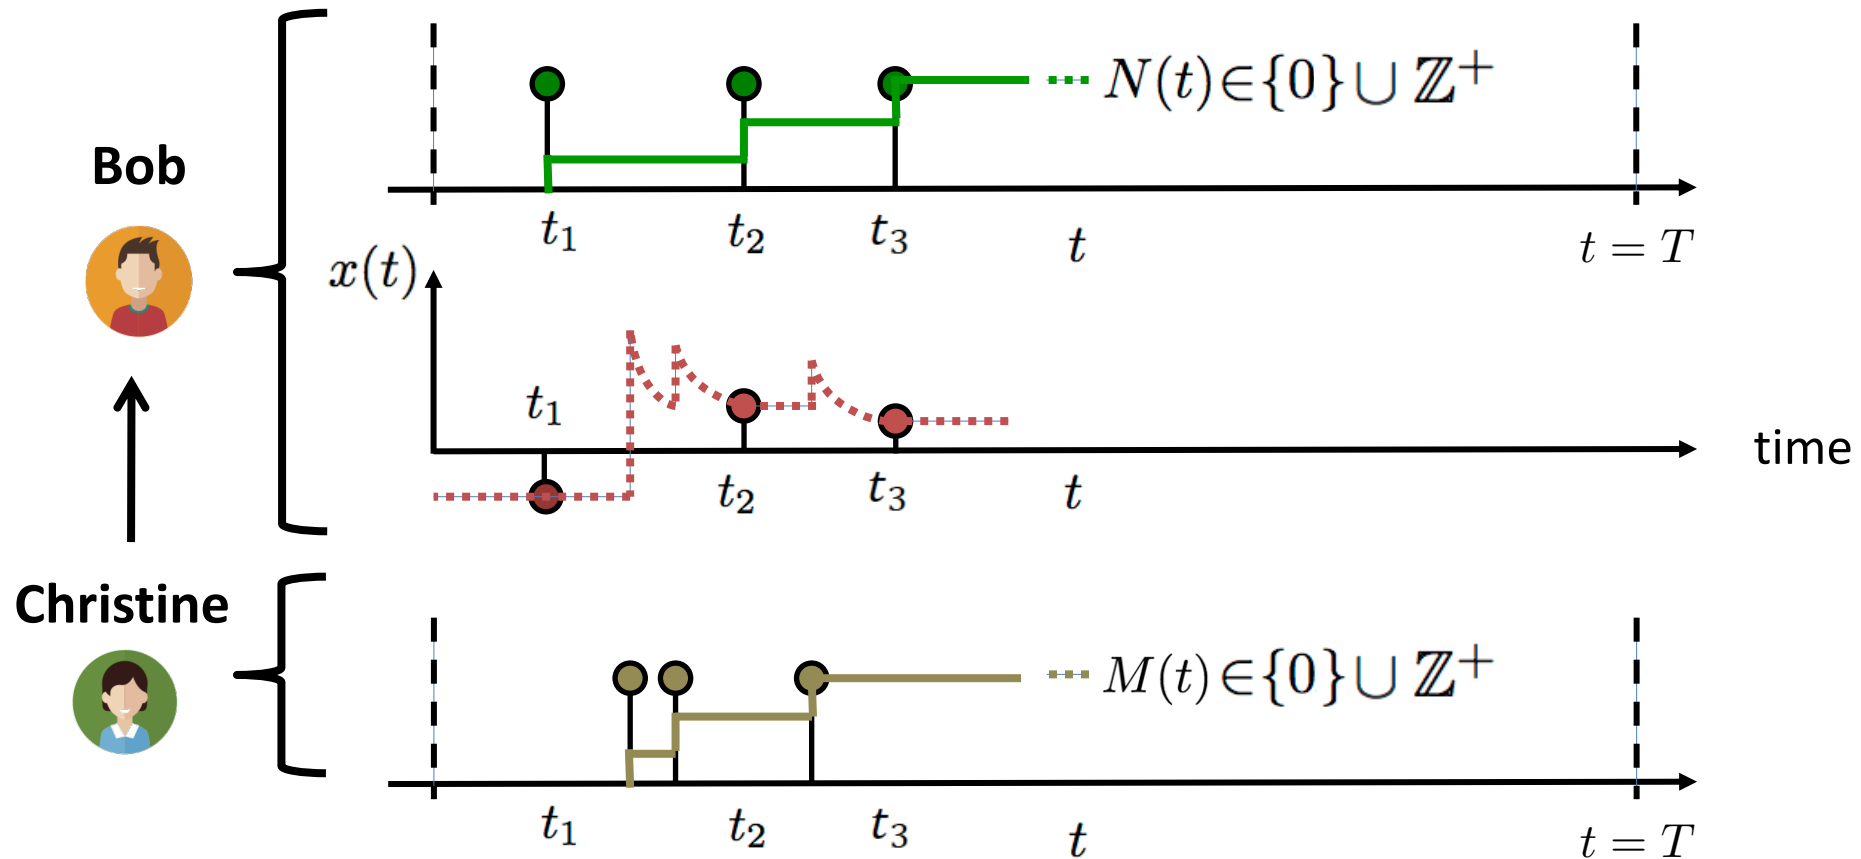 N(t)∈{0}∪ℤ⁺
Bob
t₁ t₂ t₃ t t = T
x(t)
t₁
time
t₂ t₃ t
Christine
M(t)∈{0}∪ℤ⁺
t₁ t₂ t₃ t t = T